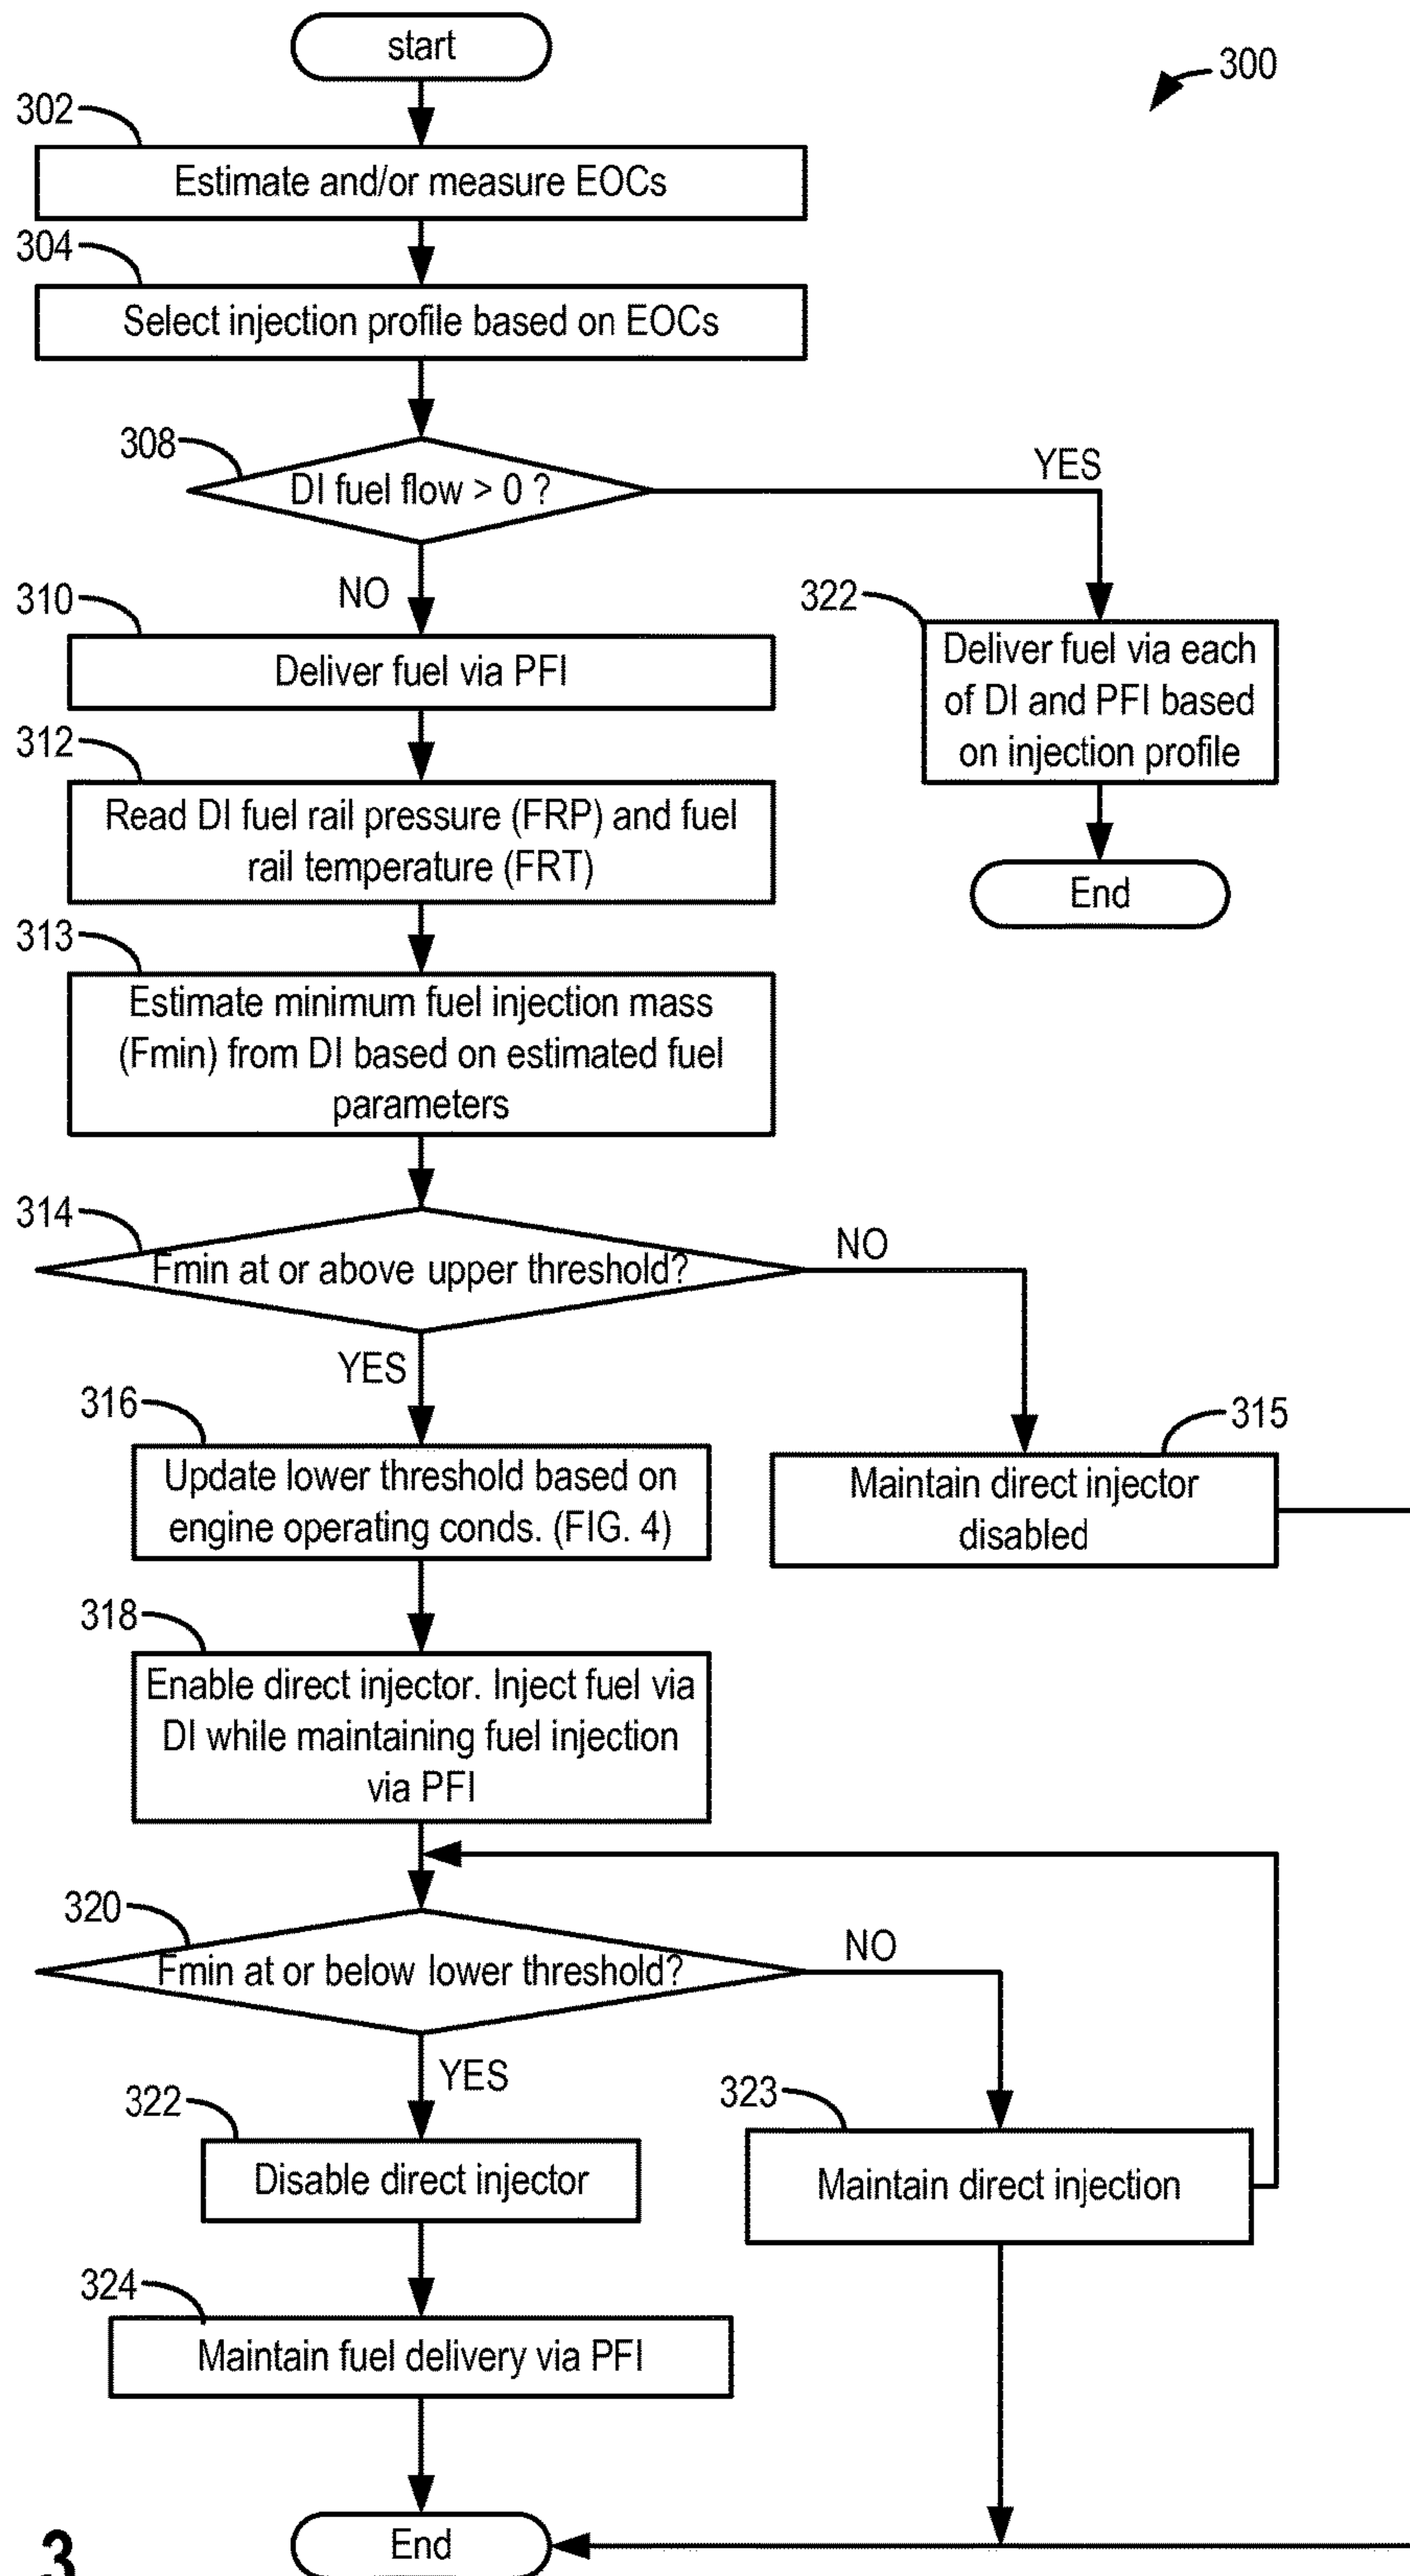 start
300
302
Estimate and/or measure EOCs
304
Select injection profile based on EOCs
308
DI fuel flow > 0 ?
YES
NO
310
Deliver fuel via PFI
322
Deliver fuel via each
of DI and PFI based
on injection profile
End
312
Read DI fuel rail pressure (FRP) and fuel
rail temperature (FRT)
313
Estimate minimum fuel injection mass
(Fmin) from DI based on estimated fuel
parameters
314
Fmin at or above upper threshold?
NO
YES
315
Maintain direct injector
disabled
316
Update lower threshold based on
engine operating conds. (FIG. 4)
318
Enable direct injector. Inject fuel via
DI while maintaining fuel injection
via PFI
320
Fmin at or below lower threshold?
NO
YES
322
Disable direct injector
323
Maintain direct injection
324
Maintain fuel delivery via PFI
End
3